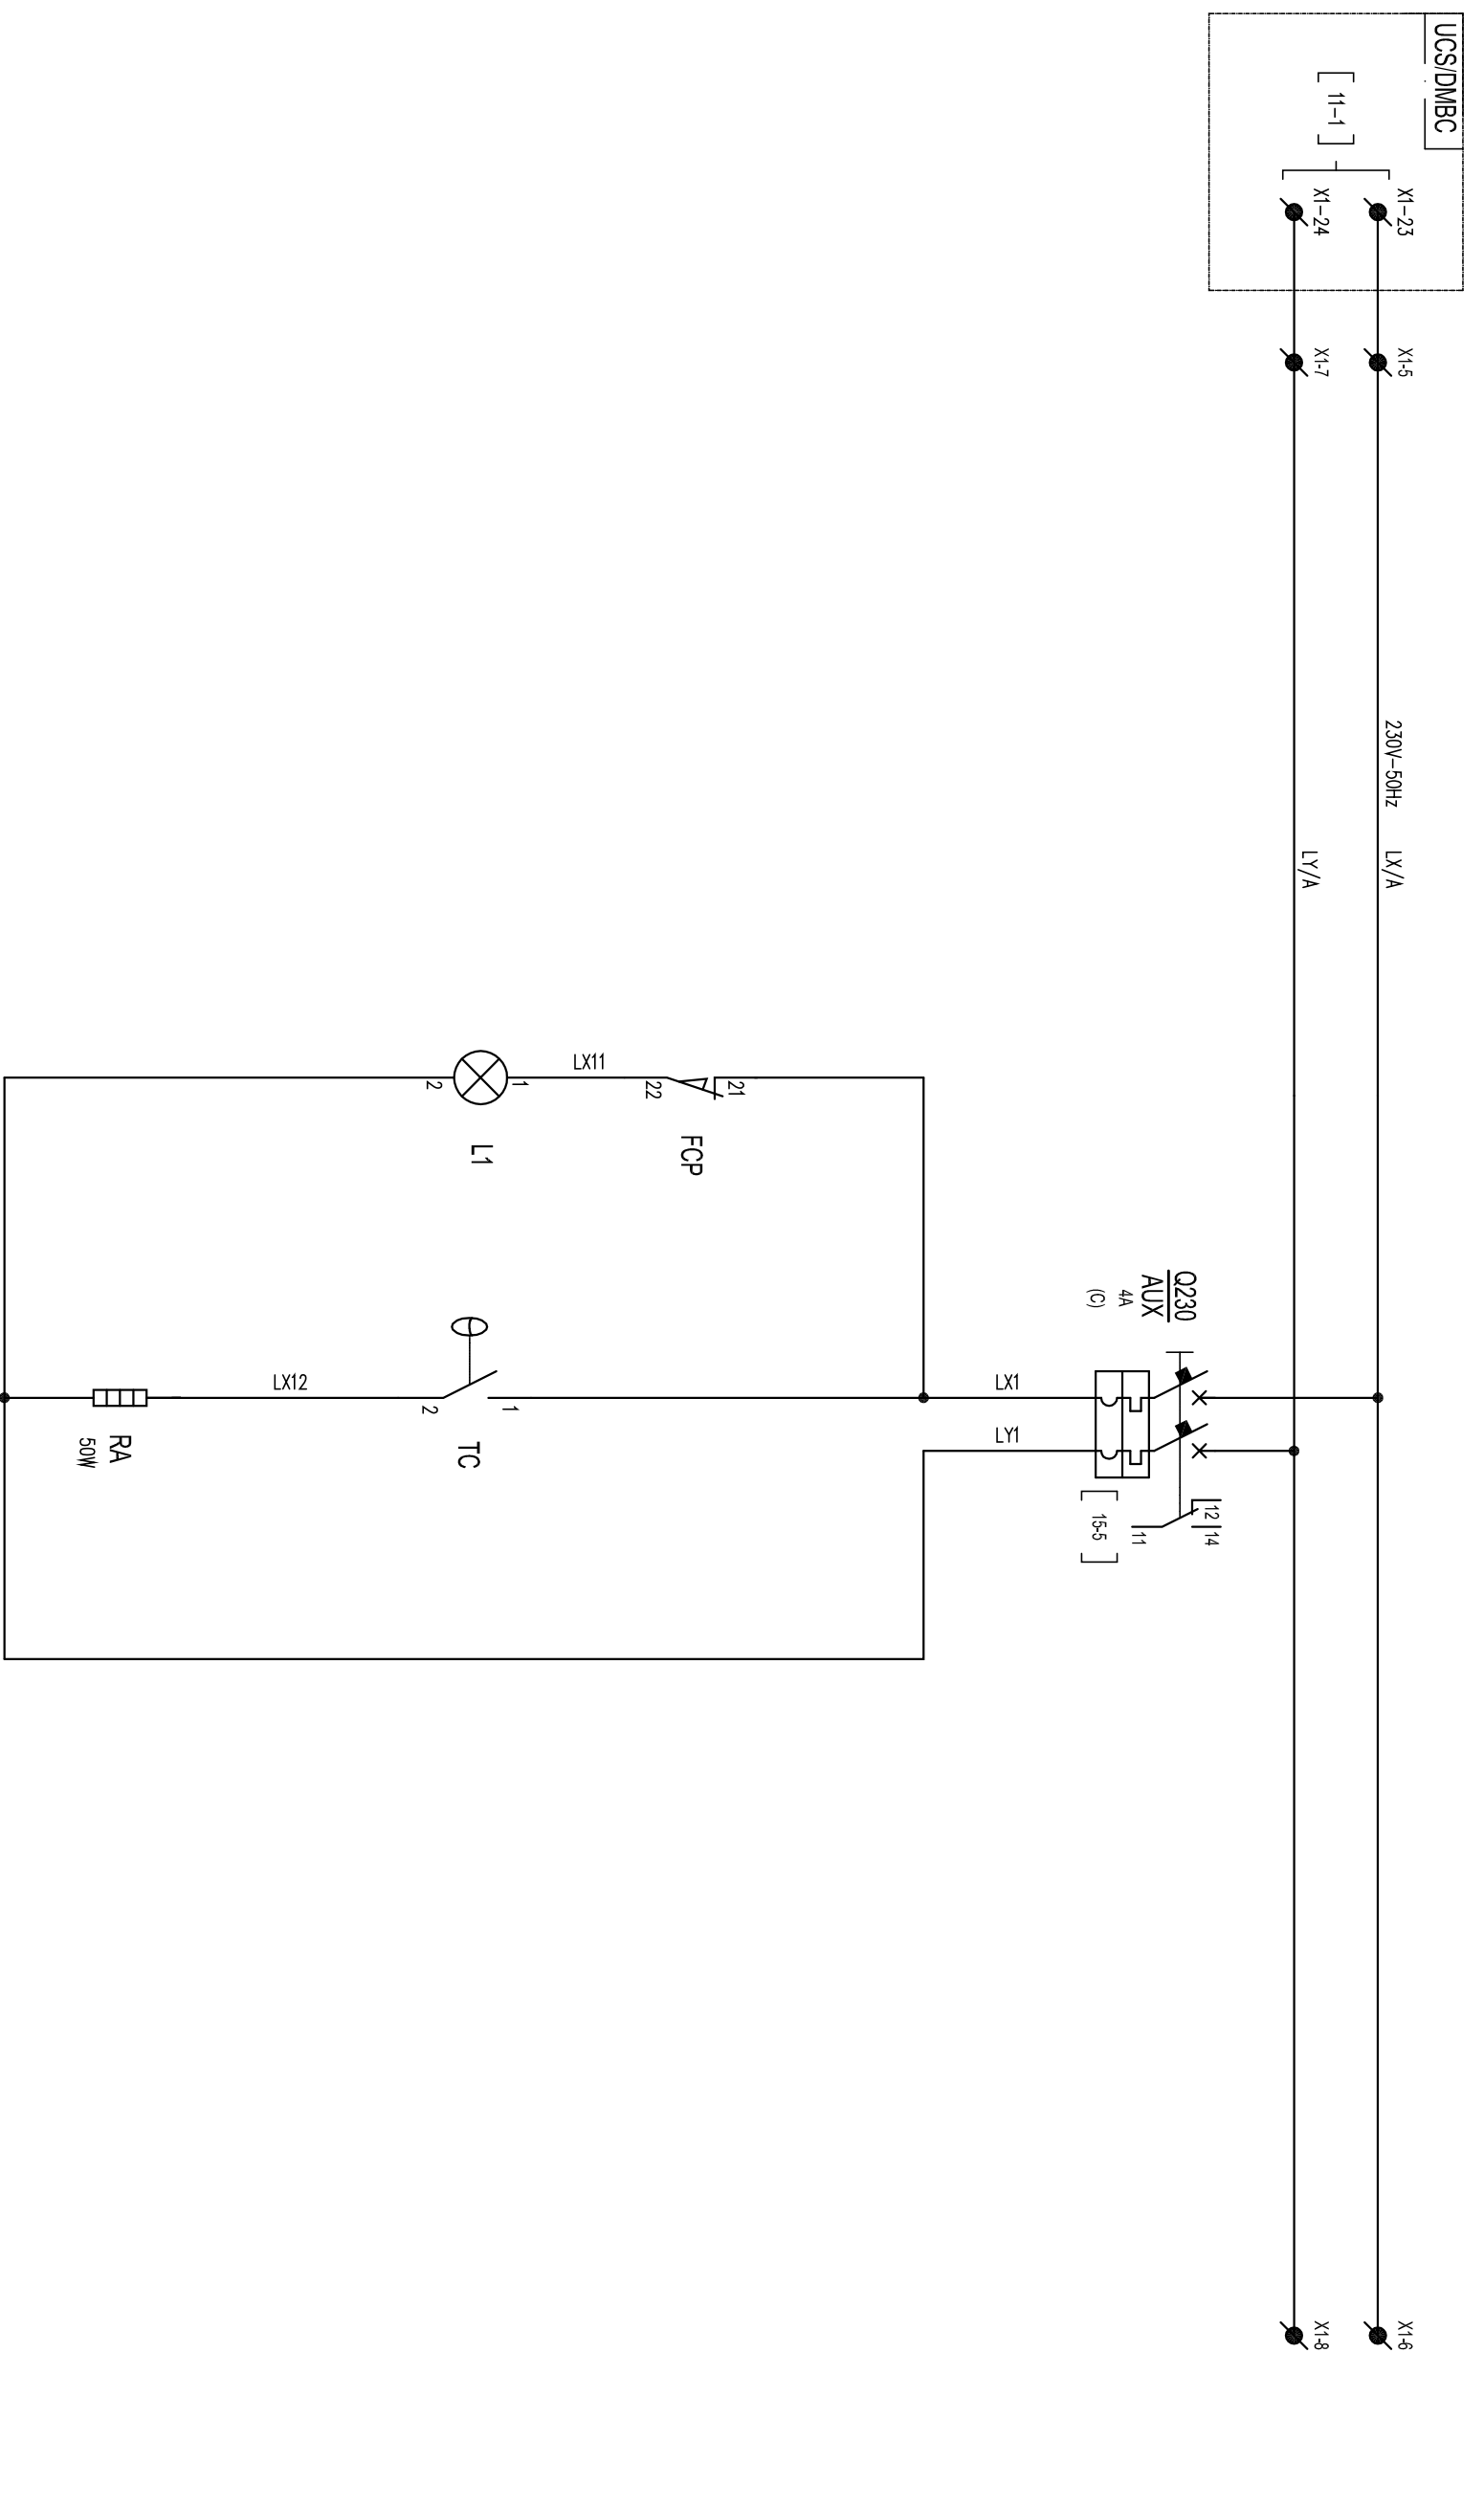 UCS/DMBC
[ 11-1 ]
X1-23
X1-5
230V-50Hz
LX/A
X1-6
X1-24
X1-7
LY/A
X1-8
Q230
AUX
4A
(C)
12
14
11
[ 15-5 ]
LX1
LY1
21
FCP
22
LX11
1
L1
2
1
TC
2
LX12
RA
50W